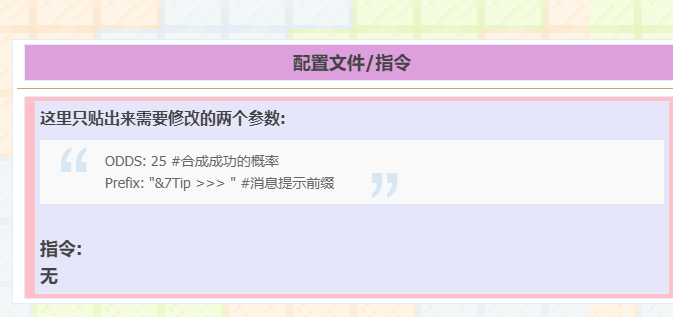 配置文件/指令
这里只贴出来需要修改的两个参数:
ODDS: 25 #合成成功的概率
Prefix: "&7Tip >>> " #消息提示前缀
指令:
无